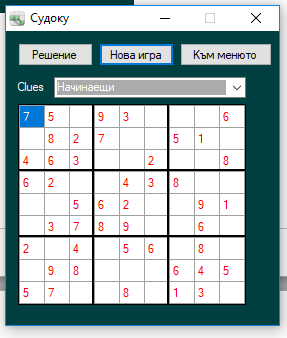 Судоку
Решение Нова игра Към менюто
Clues Начинаещи
7 5 9 3 6
8 2 7 5 1
4 6 3 2 8
6 2 4 3 8
5 6 2 9 1
3 7 8 9 6
2 4 5 6 8
9 8 6 4 5
5 7 8 1 3